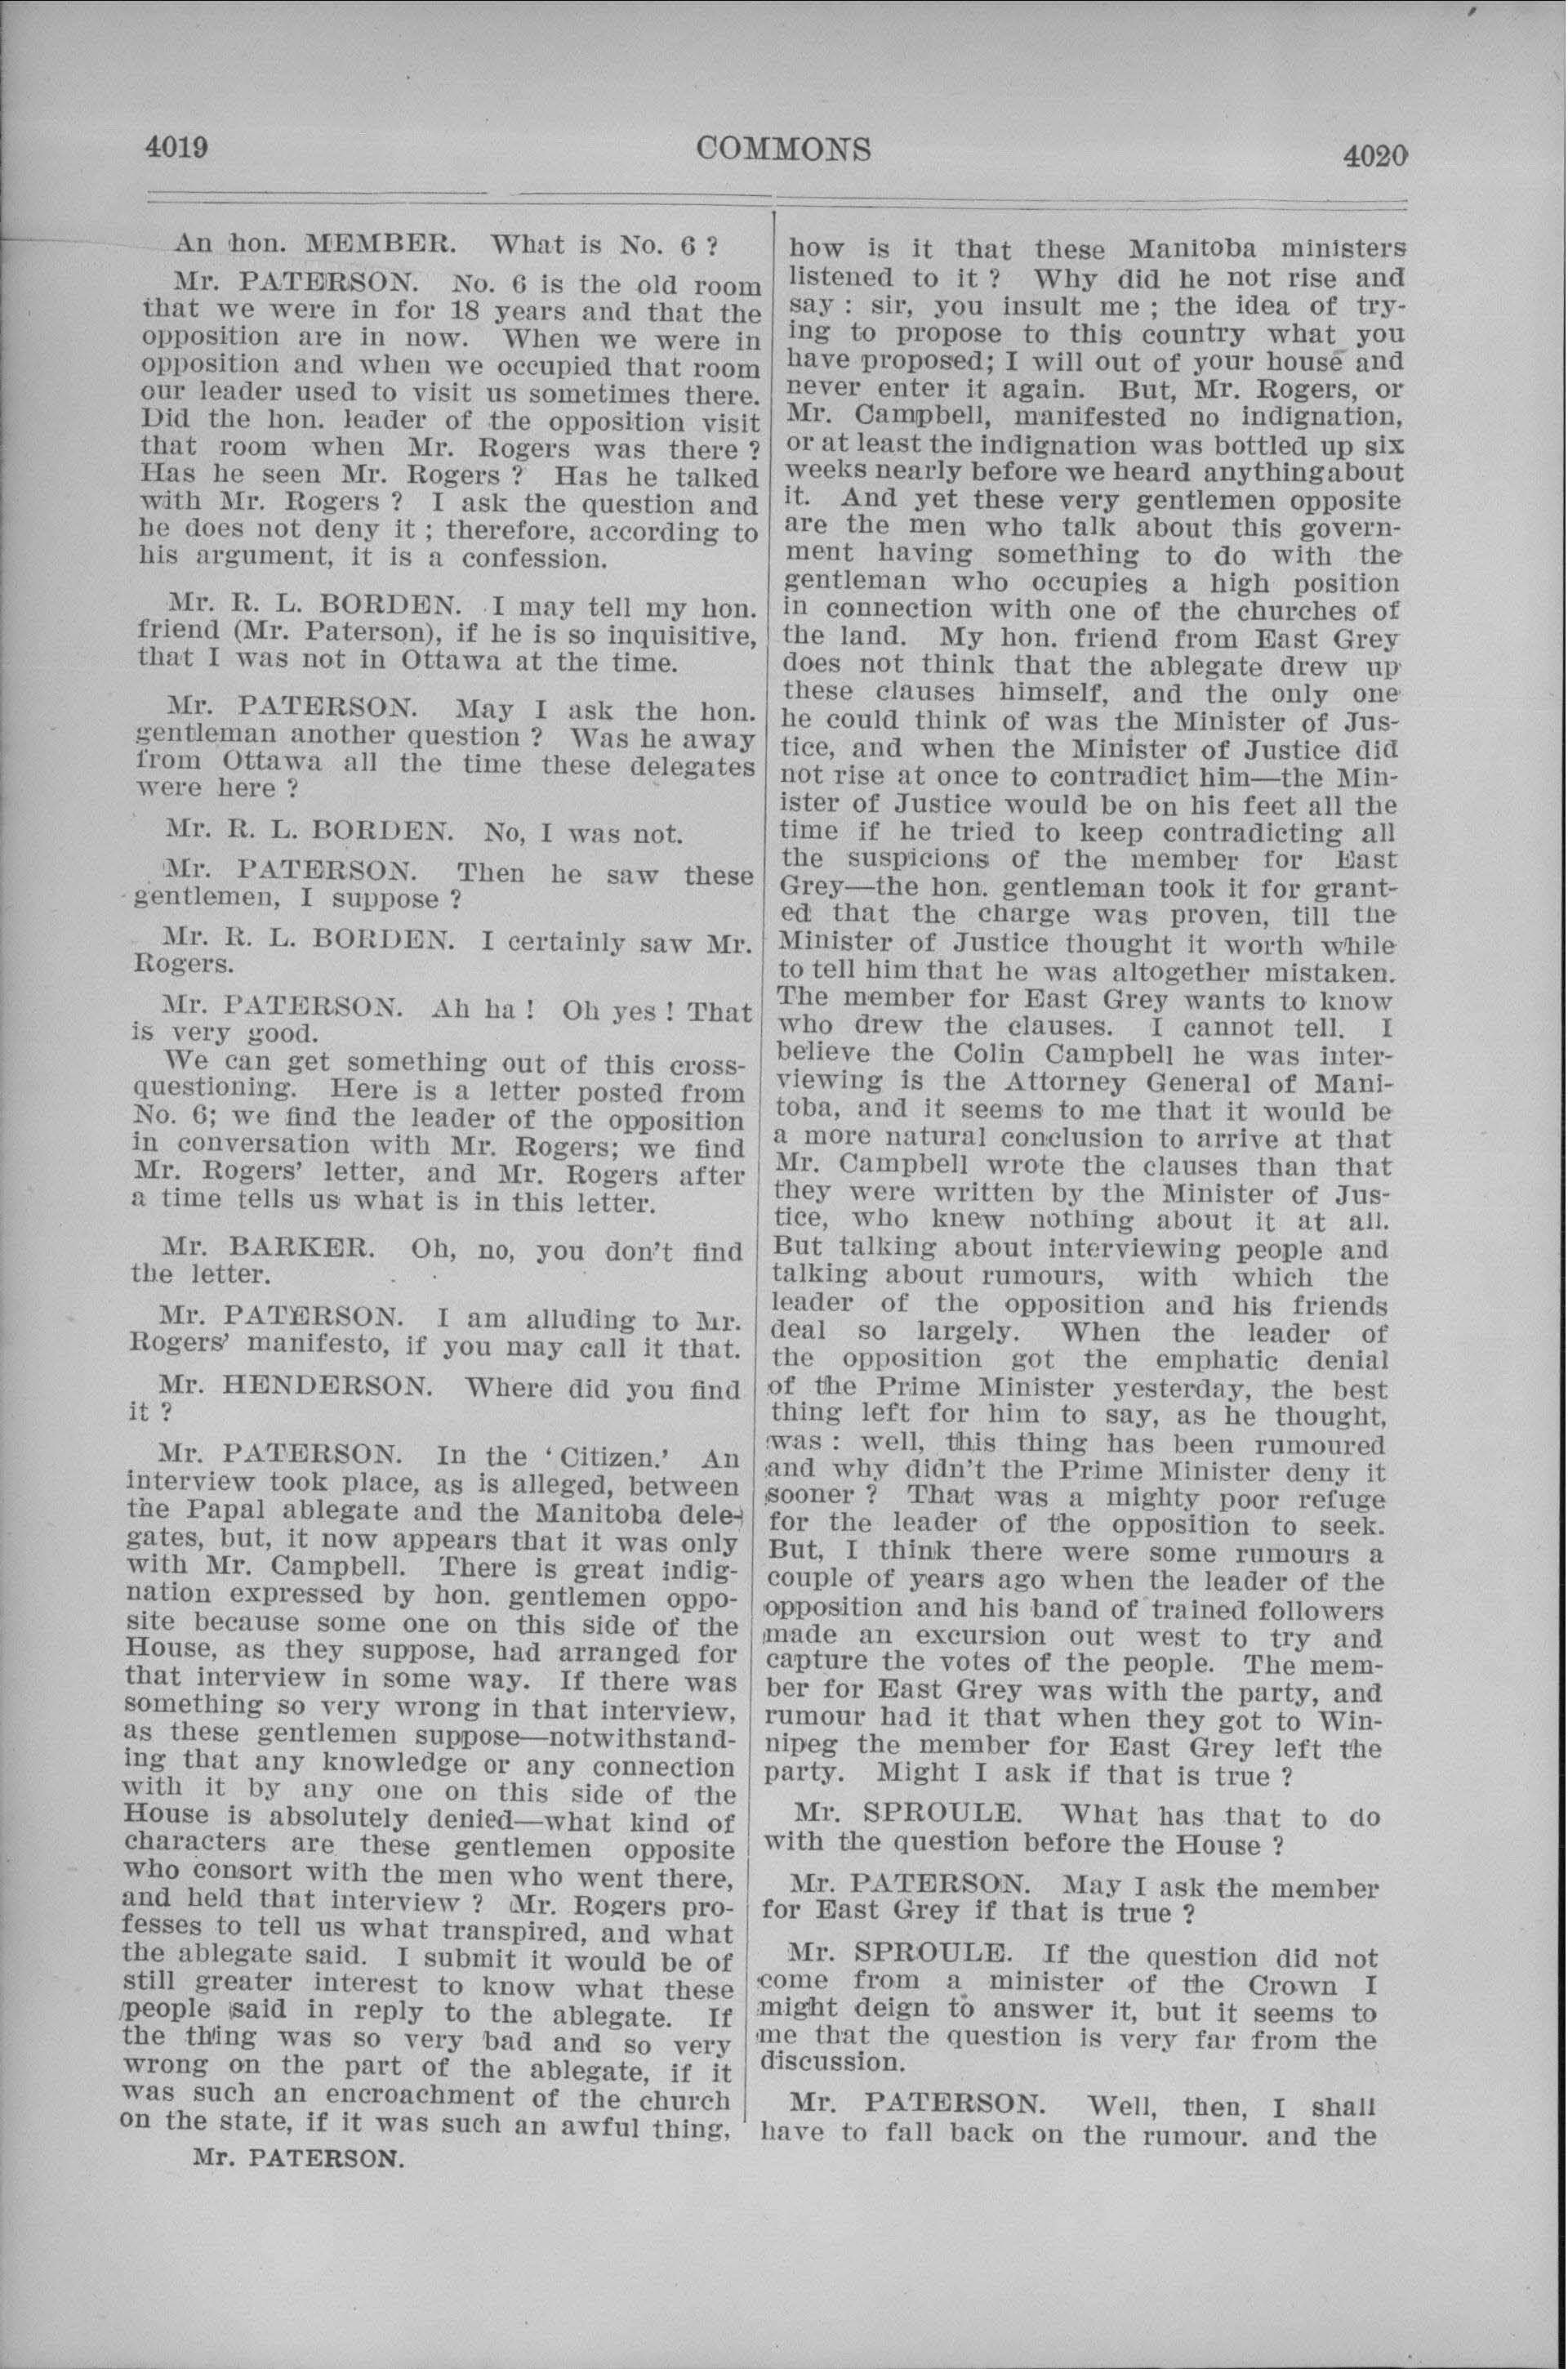 4019
COMMONS
4020
An hon. MEMBER. What is No. 6 ?
Mr. PATERSON. No. 6 is the old room
that we were in for 18 years and that the
opposition are in now. When we were in
opposition and when we occupied that room
our leader used to visit us sometimes there.
Did the hon. leader of the opposition visit
that room when Mr. Rogers was there ?
Has he seen Mr. Rogers ? Has he talked
with Mr. Rogers ? I ask the question and
he does not deny it ; therefore, according to
his argument, it is a confession.
Mr. R. L. BORDEN. I may tell my hon.
friend (Mr. Paterson), if he is so inquisitive,
that I was not in Ottawa at the time.
Mr. PATERSON. May I ask the hon.
gentleman another question ? Was he away
from Ottawa all the time these delegates
were here ?
Mr. R. L. BORDEN. No, I was not.
Mr. PATERSON. Then he saw these
gentlemen, I suppose ?
Mr. R. L. BORDEN. I certainly saw Mr.
Rogers.
Mr. PATERSON. Ah ha ! Oh yes ! That
is very good.
We can get something out of this cross-
questioning. Here is a letter posted from
No. 6; we find the leader of the opposition
in conversation with Mr. Rogers; we find
Mr. Rogers' letter, and Mr. Rogers after
a time tells us what is in this letter.
Mr. BARKER. Oh, no, you don't find
the letter.
Mr. PATERSON. I am alluding to Mr.
Rogers' manifesto, if you may call it that.
Mr. HENDERSON. Where did you find
it ?
Mr. PATERSON. In the ' Citizen.' An
interview took place, as is alleged, between
the Papal ablegate and the Manitoba dele-
gates, but, it now appears that it was only
with Mr. Campbell. There is great indig-
nation expressed by hon. gentlemen oppo-
site because some one on this side of the
House, as they suppose, had arranged for
that interview in some way. If there was
something so very wrong in that interview,
as these gentlemen suppose—notwithstand-
ing that any knowledge or any connection
with it by any one on this side of the
House is absolutely denied—what kind of
characters are these gentlemen opposite
who consort with the men who went there,
and held that interview ? Mr. Rogers pro-
fesses to tell us what transpired, and what
the ablegate said. I submit it would be of
still greater interest to know what these
people said in reply to the ablegate. If
the thing was so very bad and so very
wrong on the part of the ablegate, if it
was such an encroachment of the church
on the state, if it was such an awful thing,
Mr. PATERSON.
how is it that these Manitoba ministers
listened to it ? Why did he not rise and
say : sir, you insult me ; the idea of try-
ing to propose to this country what you
have proposed; I will out of your house and
never enter it again. But, Mr. Rogers, or
Mr. Campbell, manifested no indignation,
or at least the indignation was bottled up six
weeks nearly before we heard anything about
it. And yet these very gentlemen opposite
are the men who talk about this govern-
ment having something to do with the
gentleman who occupies a high position
in connection with one of the churches of
the land. My hon. friend from East Grey
does not think that the ablegate drew up
these clauses himself, and the only one
he could think of was the Minister of Jus-
tice, and when the Minister of Justice did
not rise at once to contradict him—the Min-
ister of Justice would be on his feet all the
time if he tried to keep contradicting all
the suspicions of the member for East
Grey—the hon. gentleman took it for grant-
ed that the charge was proven, till the
Minister of Justice thought it worth while
to tell him that he was altogether mistaken.
The member for East Grey wants to know
who drew the clauses. I cannot tell. I
believe the Colin Campbell he was inter-
viewing is the Attorney General of Mani-
toba, and it seems to me that it would be
a more natural conclusion to arrive at that
Mr. Campbell wrote the clauses than that
they were written by the Minister of Jus-
tice, who knew nothing about it at all.
But talking about interviewing people and
talking about rumours, with which the
leader of the opposition and his friends
deal so largely. When the leader of
the opposition got the emphatic denial
of the Prime Minister yesterday, the best
thing left for him to say, as he thought,
was : well, this thing has been rumoured
and why didn't the Prime Minister deny it
sooner ? That was a mighty poor refuge
for the leader of the opposition to seek.
But, I think there were some rumours a
couple of years ago when the leader of the
opposition and his band of trained followers
made an excursion out west to try and
capture the votes of the people. The mem-
ber for East Grey was with the party, and
rumour had it that when they got to Win-
nipeg the member for East Grey left the
party. Might I ask if that is true ?
Mr. SPROULE. What has that to do
with the question before the House ?
Mr. PATERSON. May I ask the member
for East Grey if that is true ?
Mr. SPROULE. If the question did not
come from a minister of the Crown I
might deign to answer it, but it seems to
me that the question is very far from the
discussion.
Mr. PATERSON. Well, then, I shall
have to fall back on the rumour. and the